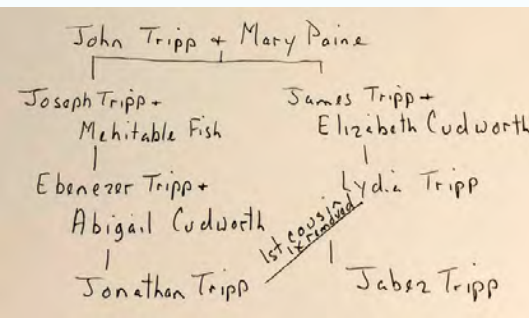 John Tripp + Mary Paine
Joseph Tripp + James Tripp +
Mehitable Fish Elizabeth Cudworth
Ebenezer Tripp + Lydia Tripp
Abigail Cudworth
1st cousin
1x removed
Jonathan Tripp Jabez Tripp